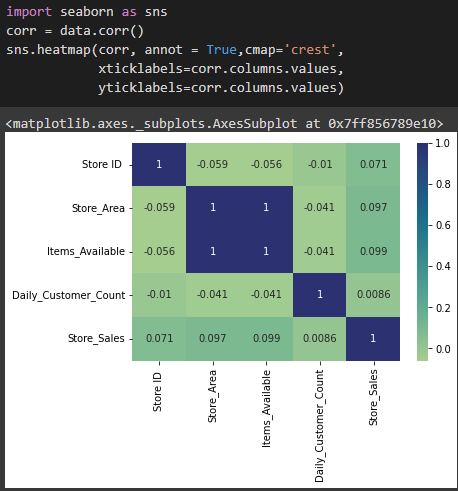 import seaborn as sns
corr = data.corr()
sns.heatmap(corr, annot = True,cmap='crest',
            xticklabels=corr.columns.values,
            yticklabels=corr.columns.values)
<matplotlib.axes._subplots.AxesSubplot at 0x7ff856789e10>
Store ID 1 -0.059 -0.056 -0.01 0.071
Store_Area -0.059 1 1 -0.041 0.097
Items_Available -0.056 1 1 -0.041 0.099
Daily_Customer_Count -0.01 -0.041 -0.041 1 0.0086
Store_Sales 0.071 0.097 0.099 0.0086 1
Store ID
Store_Area
Items_Available
Daily_Customer_Count
Store_Sales
1.0
0.8
0.6
0.4
0.2
0.0